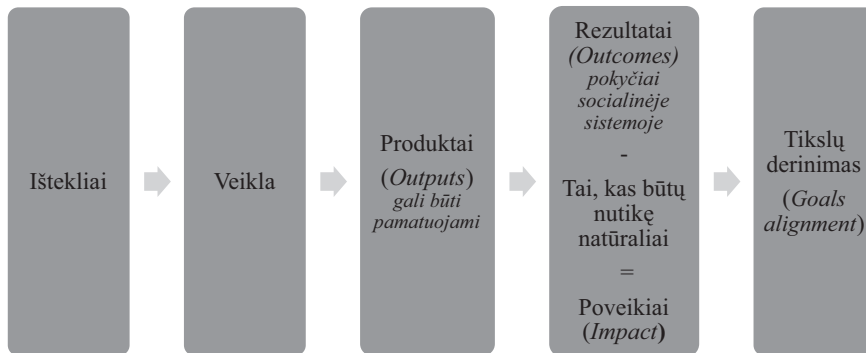 Ištekliai
Veikla
Produktai
(Outputs)
gali būti
pamatuojami
Rezultatai
(Outcomes)
pokyčiai
socialinėje
sistemoje
-
Tai, kas būtų
nutikę
natūraliai
=
Poveikiai
(Impact)
Tikslų
derinimas
(Goals
alignment)